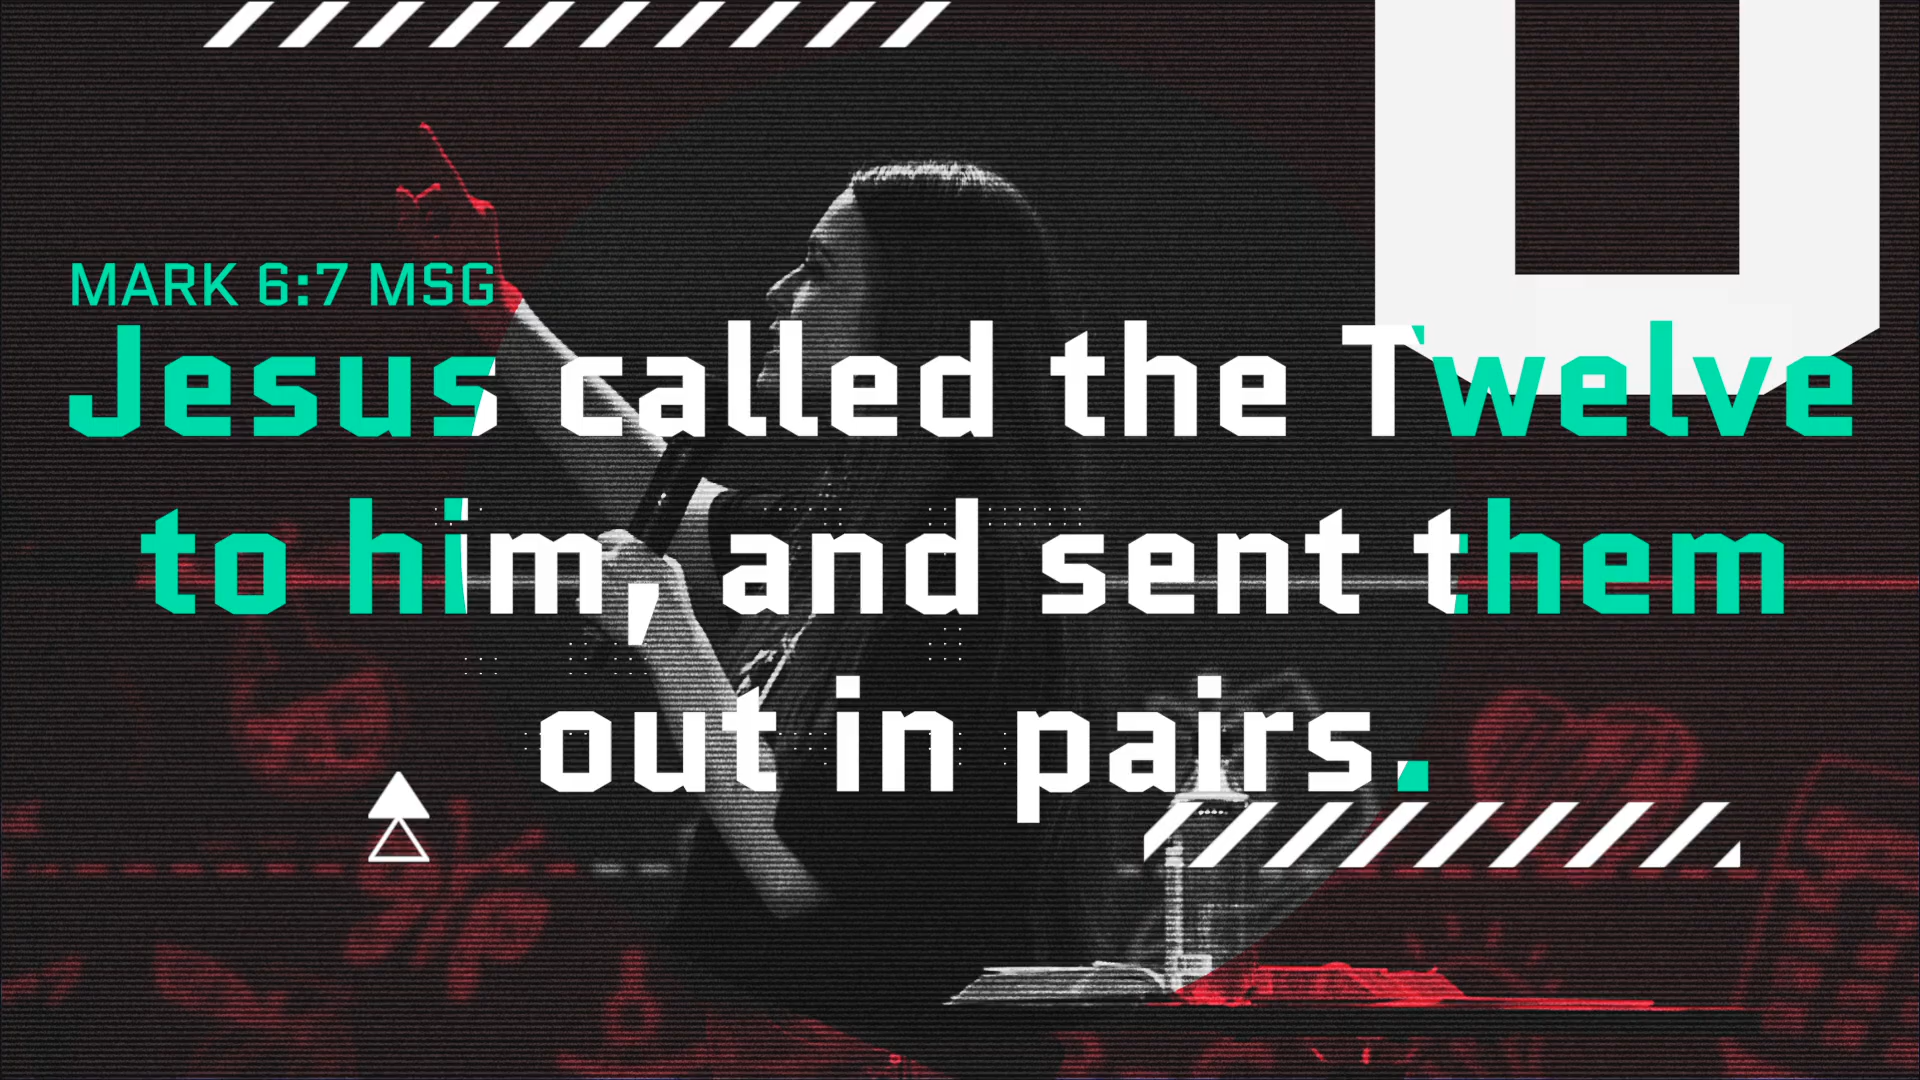 MARK 6:7 MSG
Jesus called the Twelve
to him, and sent them
out in pairs.